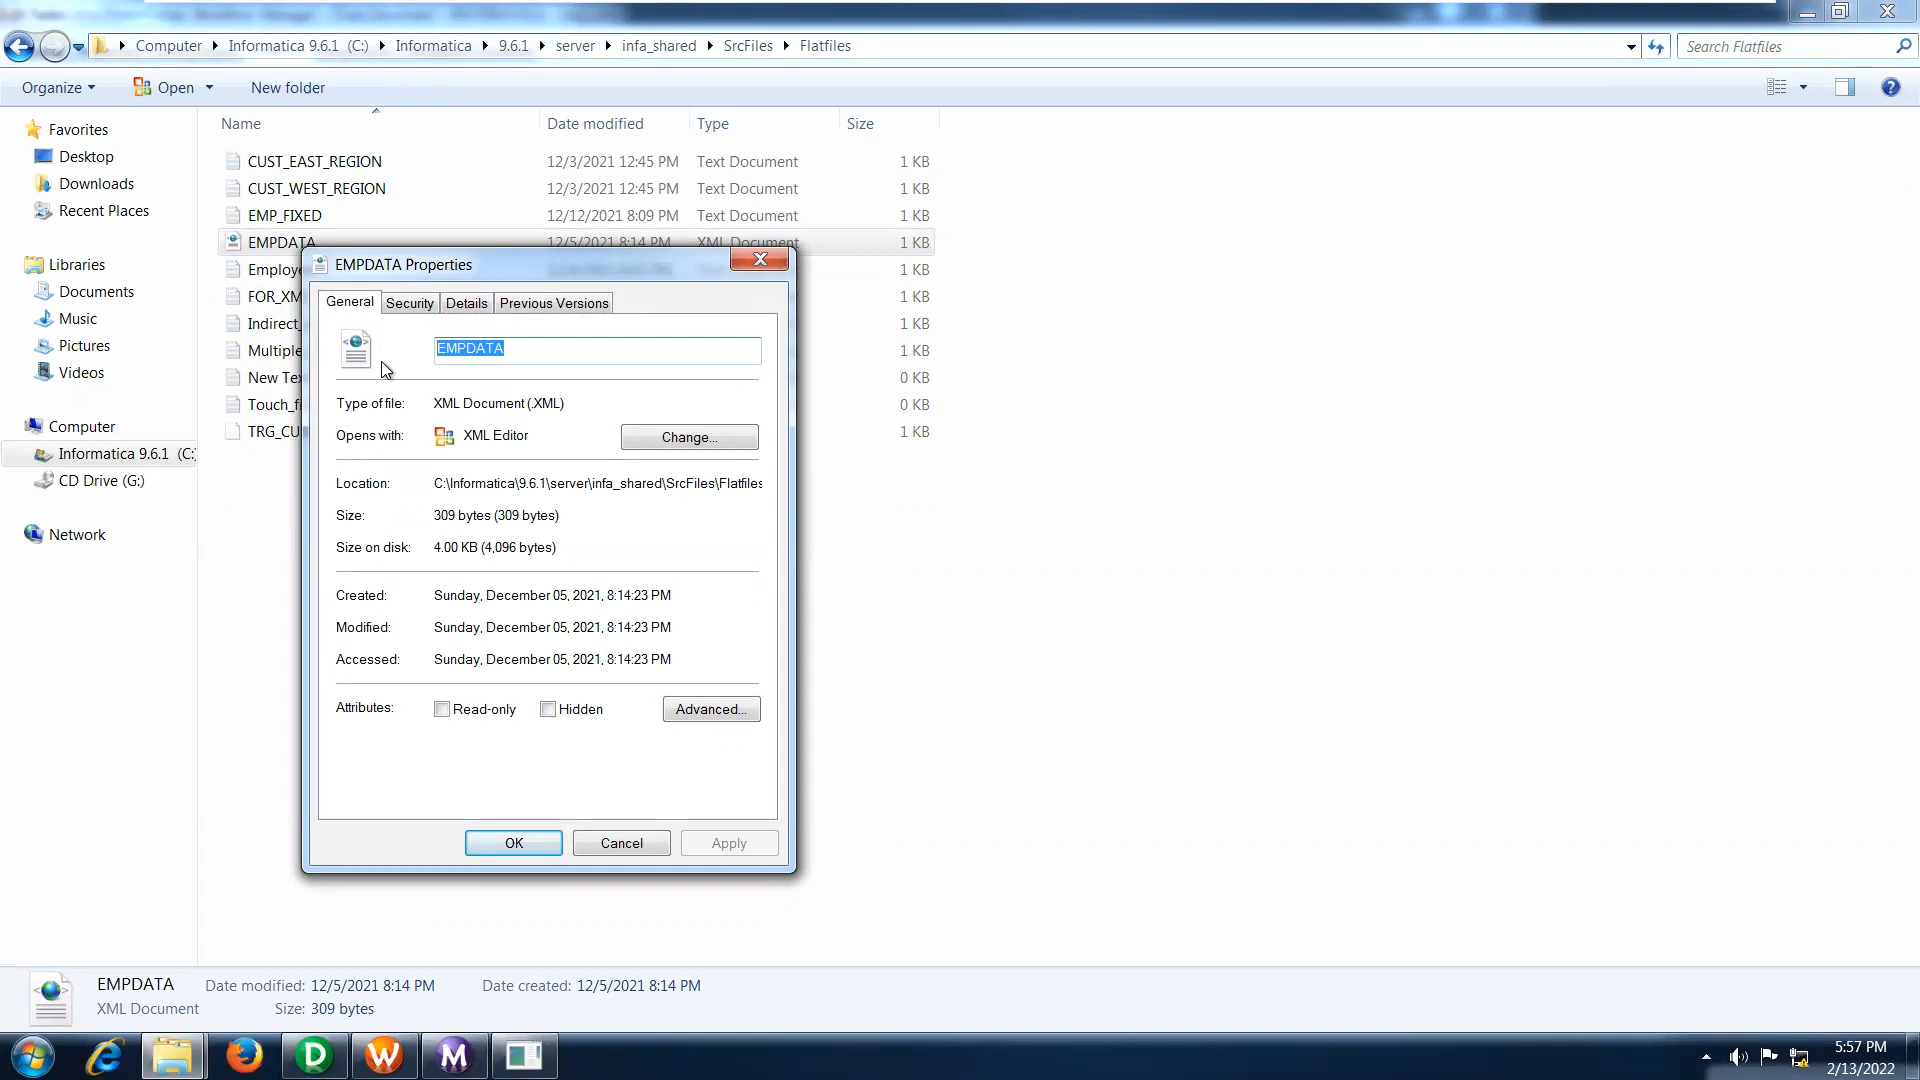 Computer Informatica 9.6.1 (C:) Informatica 9.6.1 server infa_shared SrcFiles Flatfiles
Search Flatfiles
Organize Open New folder
Name Date modified Type Size
Favorites
Desktop
Downloads
Recent Places
Libraries
Documents
Music
Pictures
Videos
Computer
Informatica 9.6.1 (C:
CD Drive (G:)
Network
CUST_EAST_REGION 12/3/2021 12:45 PM Text Document 1 KB
CUST_WEST_REGION 12/3/2021 12:45 PM Text Document 1 KB
EMP_FIXED 12/12/2021 8:09 PM Text Document 1 KB
EMPDATA 12/5/2021 8:14 PM XML Document 1 KB
Employe 1 KB
FOR_XM 1 KB
Indirect_ 1 KB
Multiple 1 KB
New Tex 0 KB
Touch_fi 0 KB
TRG_CU 1 KB
EMPDATA Properties
General Security Details Previous Versions
EMPDATA
Type of file: XML Document (.XML)
Opens with: XML Editor Change...
Location: C:\Informatica\9.6.1\server\infa_shared\SrcFiles\Flatfiles
Size: 309 bytes (309 bytes)
Size on disk: 4.00 KB (4,096 bytes)
Created: Sunday, December 05, 2021, 8:14:23 PM
Modified: Sunday, December 05, 2021, 8:14:23 PM
Accessed: Sunday, December 05, 2021, 8:14:23 PM
Attributes: Read-only Hidden Advanced...
OK Cancel Apply
EMPDATA Date modified: 12/5/2021 8:14 PM Date created: 12/5/2021 8:14 PM
XML Document Size: 309 bytes
D W M
5:57 PM
2/13/2022